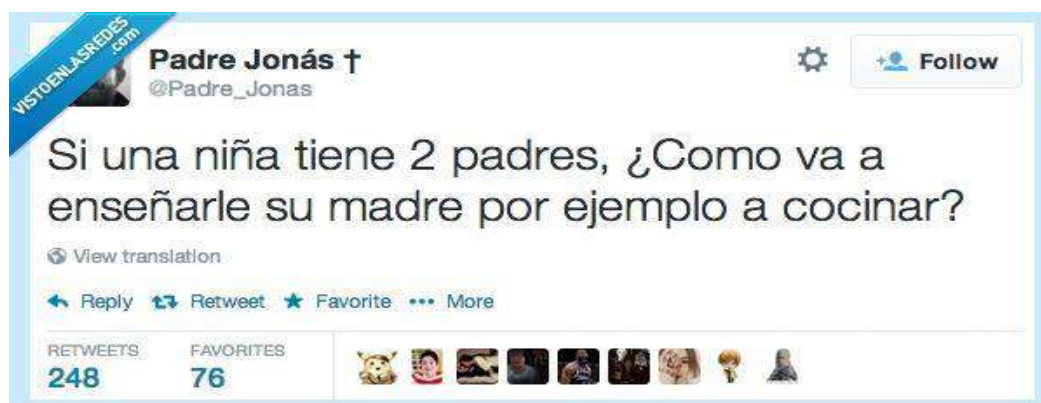 VISTOENLASREDES
.com
Padre Jonás †
@Padre_Jonas
Follow
Si una niña tiene 2 padres, ¿Como va a
enseñarle su madre por ejemplo a cocinar?
View translation
Reply Retweet Favorite More
RETWEETS FAVORITES
248 76